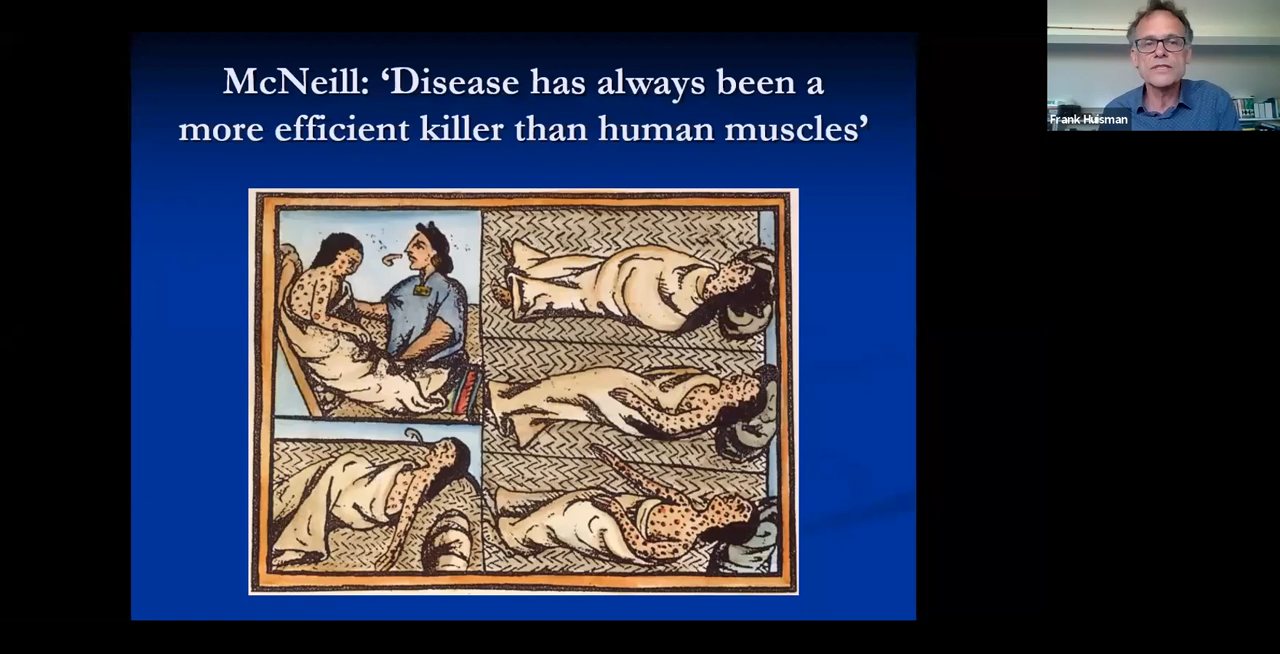 McNeill: ‘Disease has always been a
more efficient killer than human muscles’
Frank Huisman